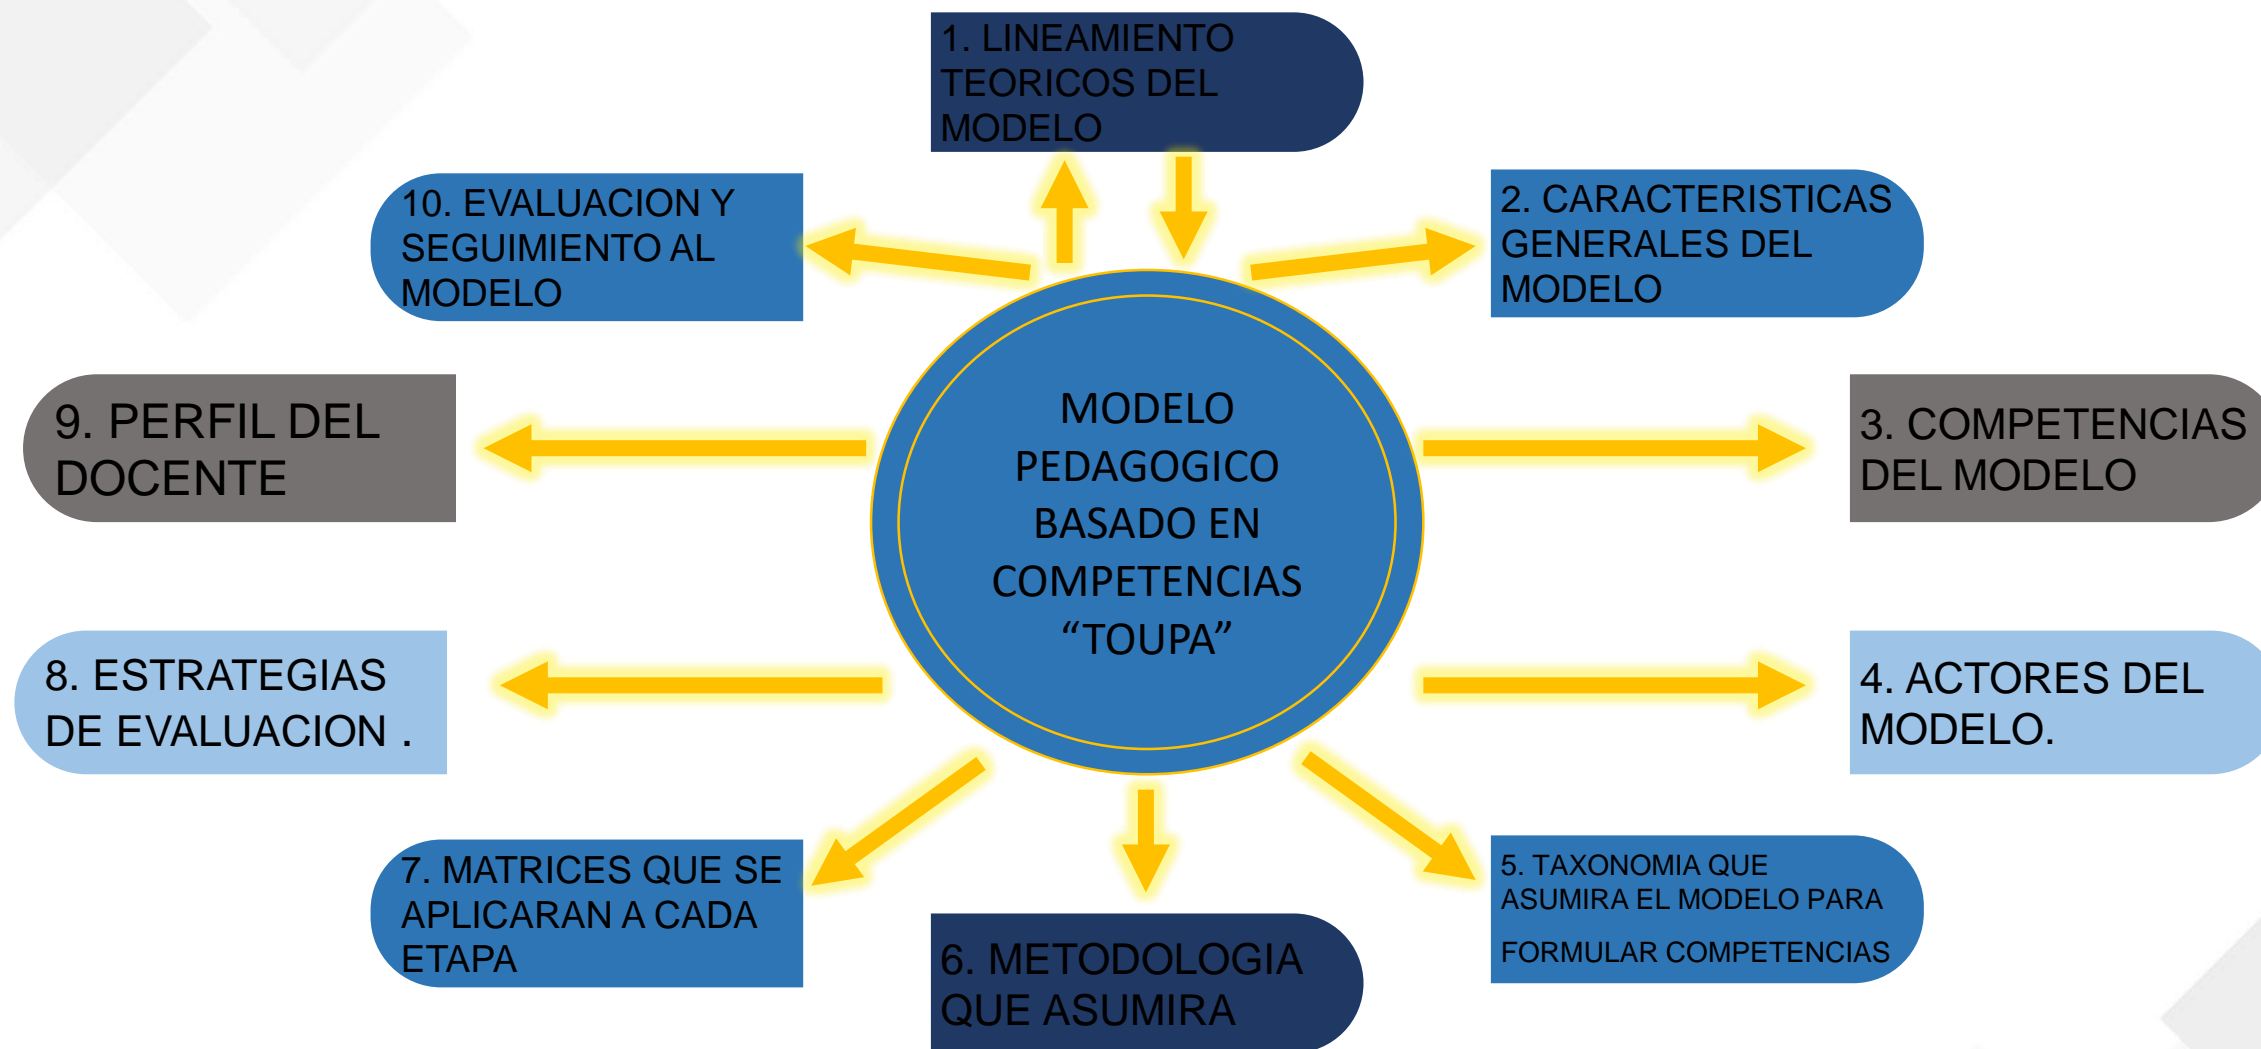 1. LINEAMIENTO
TEORICOS DEL
MODELO
10. EVALUACION Y
SEGUIMIENTO AL
MODELO
2. CARACTERISTICAS
GENERALES DEL
MODELO
9. PERFIL DEL
DOCENTE
MODELO
PEDAGOGICO
BASADO EN
COMPETENCIAS
“TOUPA”
3. COMPETENCIAS
DEL MODELO
8. ESTRATEGIAS
DE EVALUACION .
4. ACTORES DEL
MODELO.
7. MATRICES QUE SE
APLICARAN A CADA
ETAPA
6. METODOLOGIA
QUE ASUMIRA
5. TAXONOMIA QUE
ASUMIRA EL MODELO PARA
FORMULAR COMPETENCIAS